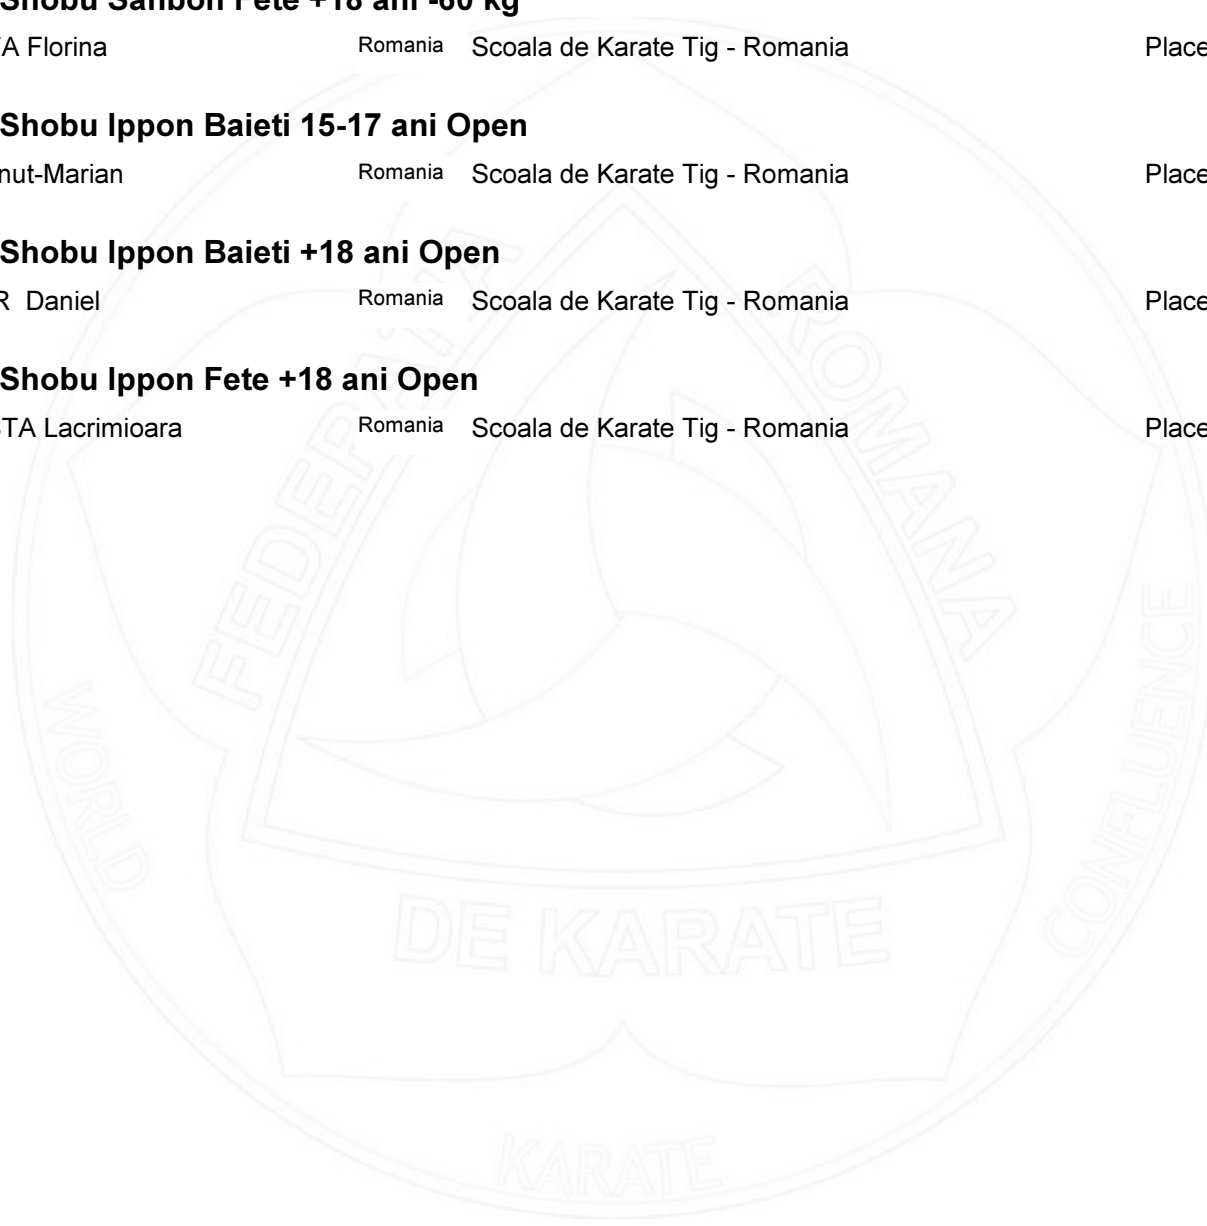 Shobu Sanbon Fete +18 ani -60 kg
A Florina Romania Scoala de Karate Tig - Romania Place
Shobu Ippon Baieti 15-17 ani Open
nut-Marian Romania Scoala de Karate Tig - Romania Place
Shobu Ippon Baieti +18 ani Open
R Daniel Romania Scoala de Karate Tig - Romania Place
Shobu Ippon Fete +18 ani Open
TA Lacrimioara Romania Scoala de Karate Tig - Romania Place
FEDERATIA ROMANA
DE KARATE
WORLD KARATE CONFLUENCE